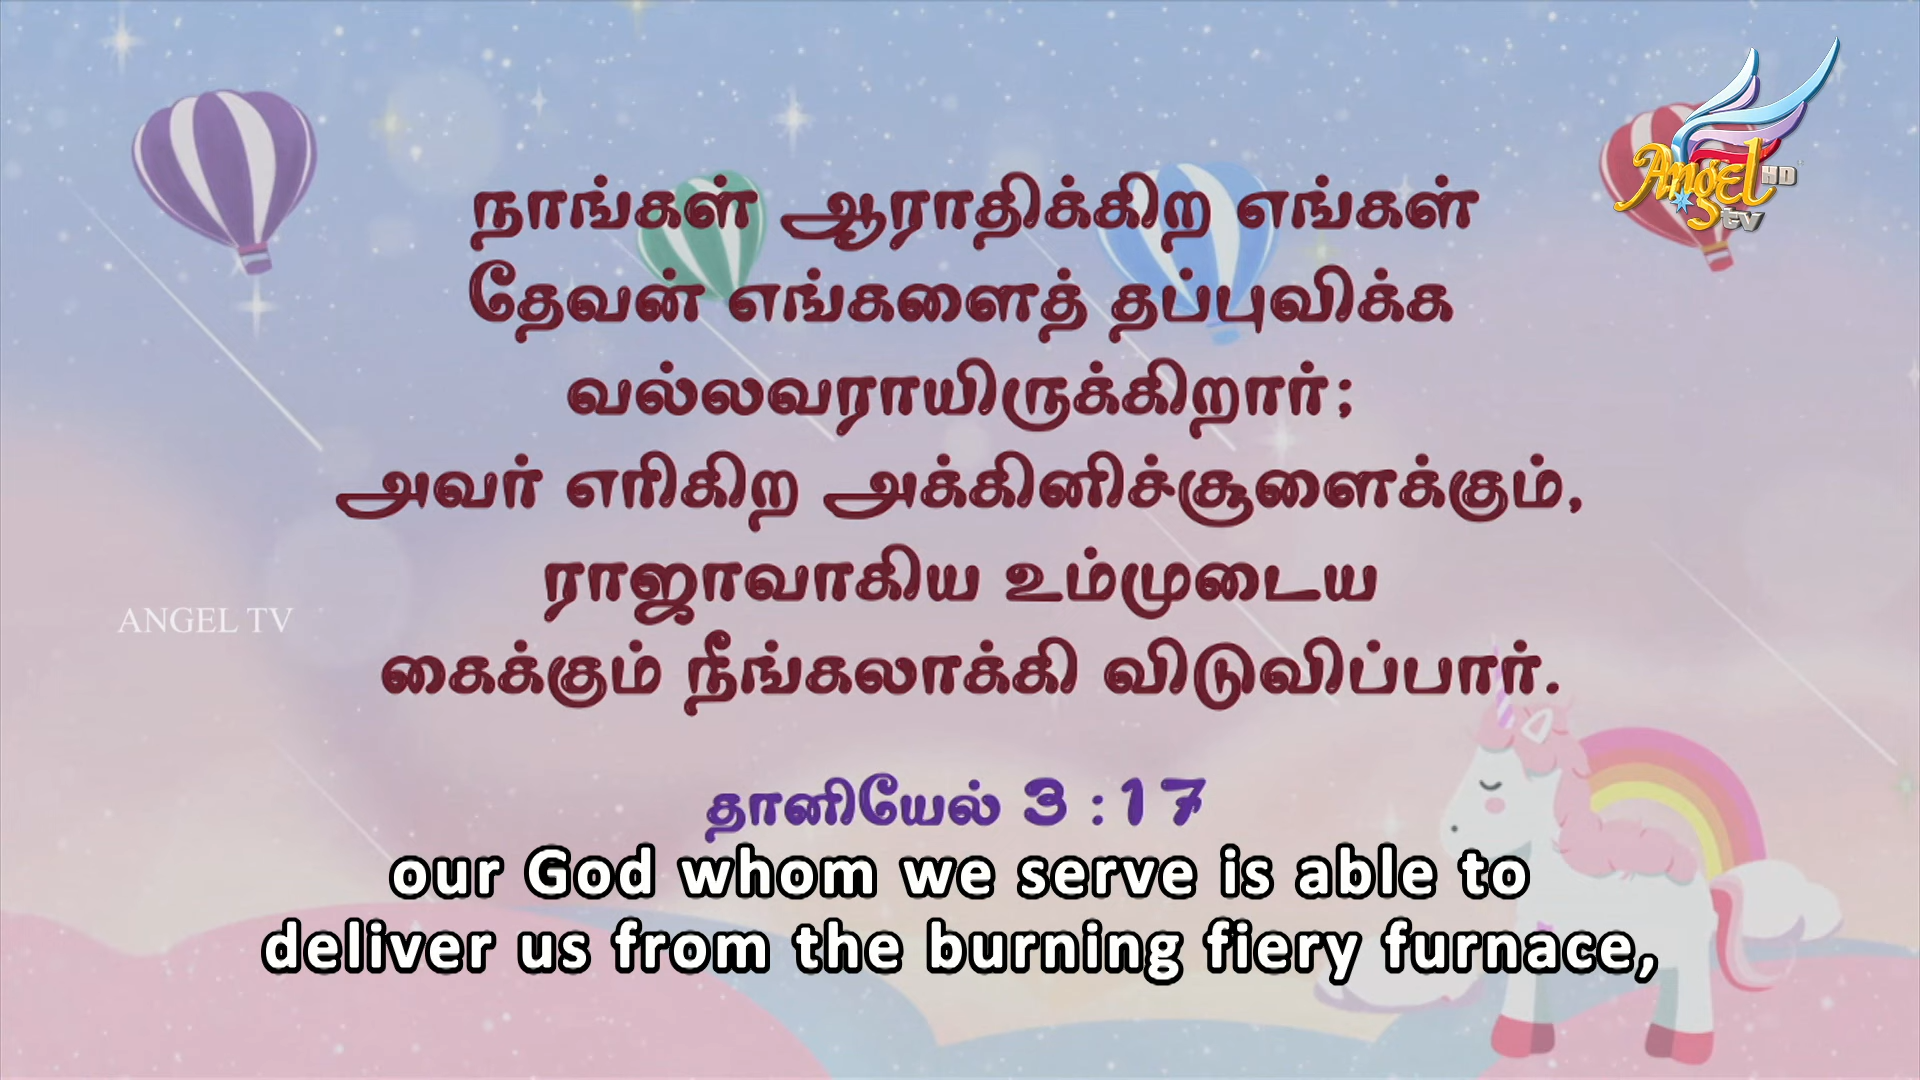 Angel HD
tv
நாங்கள் ஆராதிக்கிற எங்கள்
தேவன் எங்களைத் தப்புவிக்க
வல்லவராயிருக்கிறார்;
அவர் எரிகிற அக்கினிச்சூளைக்கும்,
ராஜாவாகிய உம்முடைய
ANGEL TV
கைக்கும் நீங்கலாக்கி விடுவிப்பார்.
தானியேல் 3 : 17
our God whom we serve is able to
deliver us from the burning fiery furnace,